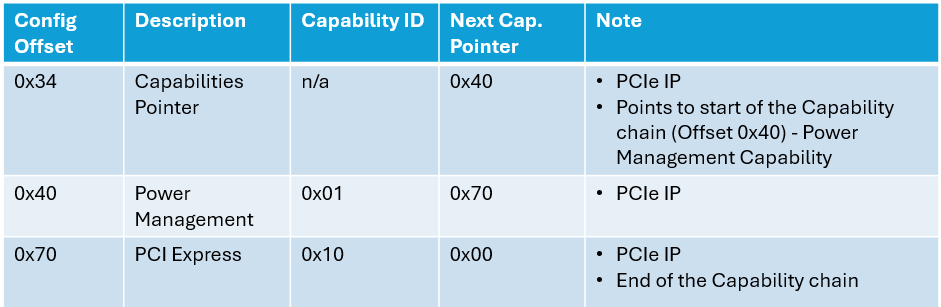 Config Offset | Description | Capability ID | Next Cap. Pointer | Note
0x34 | Capabilities Pointer | n/a | 0x40 | • PCIe IP
• Points to start of the Capability
chain (Offset 0x40) - Power
Management Capability
0x40 | Power Management | 0x01 | 0x70 | • PCIe IP
0x70 | PCI Express | 0x10 | 0x00 | • PCIe IP
• End of the Capability chain